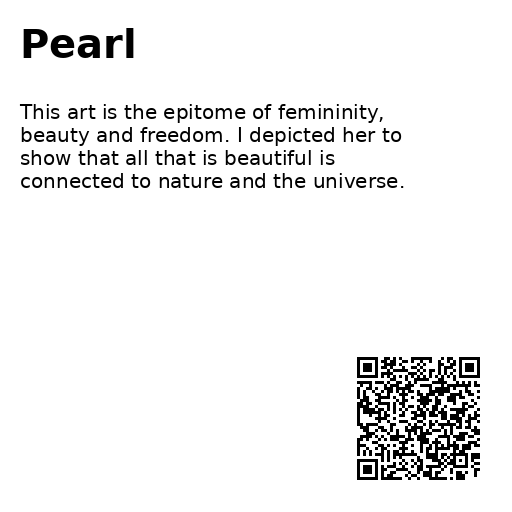 Pearl
This art is the epitome of femininity,
beauty and freedom. I depicted her to
show that all that is beautiful is
connected to nature and the universe.